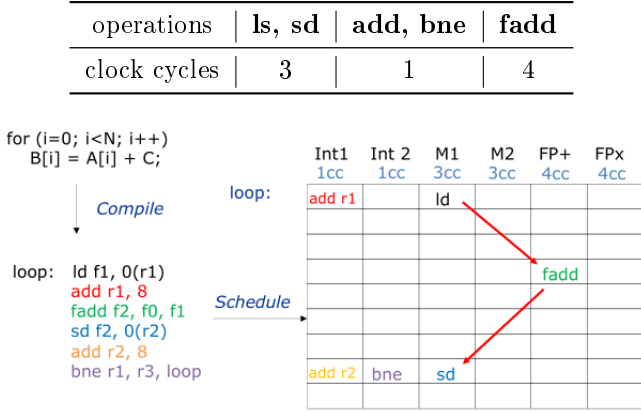 operations ls, sd add, bne fadd
clock cycles 3 1 4
for (i=0; i<N; i++)
B[i] = A[i] + C;
Compile
loop: ld f1, 0(r1)
add r1, 8
fadd f2, f0, f1
sd f2, 0(r2)
add r2, 8
bne r1, r3, loop
Schedule
Int1 Int 2 M1 M2 FP+ FPx
1cc 1cc 3cc 3cc 4cc 4cc
loop: add r1 ld
fadd
add r2 bne sd